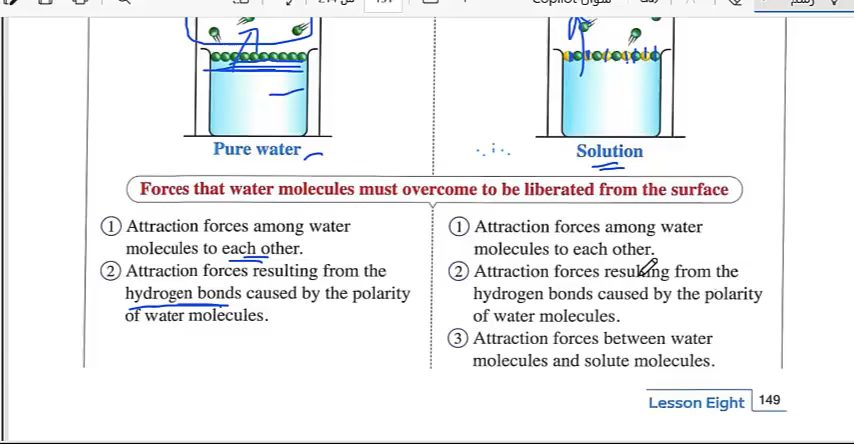 سؤال Copilot
Pure water
Solution
Forces that water molecules must overcome to be liberated from the surface
① Attraction forces among water
molecules to each other.
② Attraction forces resulting from the
hydrogen bonds caused by the polarity
of water molecules.
① Attraction forces among water
molecules to each other.
② Attraction forces resulting from the
hydrogen bonds caused by the polarity
of water molecules.
③ Attraction forces between water
molecules and solute molecules.
Lesson Eight 149